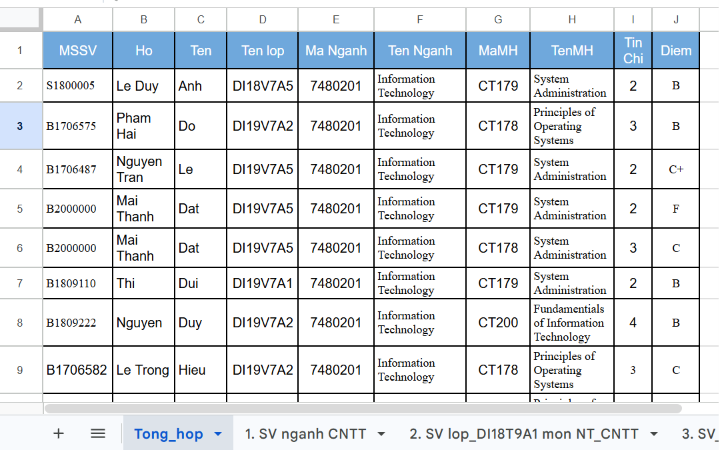 A B C D E F G H I J
1 MSSV Ho Ten Ten lop Ma Nganh Ten Nganh MaMH TenMH Tin Chi Diem
2 S1800005 Le Duy Anh DI18V7A5 7480201 Information Technology CT179 System Administration 2 B
3 B1706575 Pham Hai Do DI19V7A2 7480201 Information Technology CT178 Principles of Operating Systems 3 B
4 B1706487 Nguyen Tran Le DI19V7A5 7480201 Information Technology CT179 System Administration 2 C+
5 B2000000 Mai Thanh Dat DI19V7A5 7480201 Information Technology CT179 System Administration 2 F
6 B2000000 Mai Thanh Dat DI19V7A5 7480201 Information Technology CT178 System Administration 3 C
7 B1809110 Thi Dui DI19V7A1 7480201 Information Technology CT179 System Administration 2 B
8 B1809222 Nguyen Duy DI19V7A2 7480201 Information Technology CT200 Fundamentials of Information Technology 4 B
9 B1706582 Le Trong Hieu DI19V7A2 7480201 Information Technology CT178 Principles of Operating Systems 3 C
Tong_hop 1. SV nganh CNTT 2. SV lop_DI18T9A1 mon NT_CNTT 3. SV_